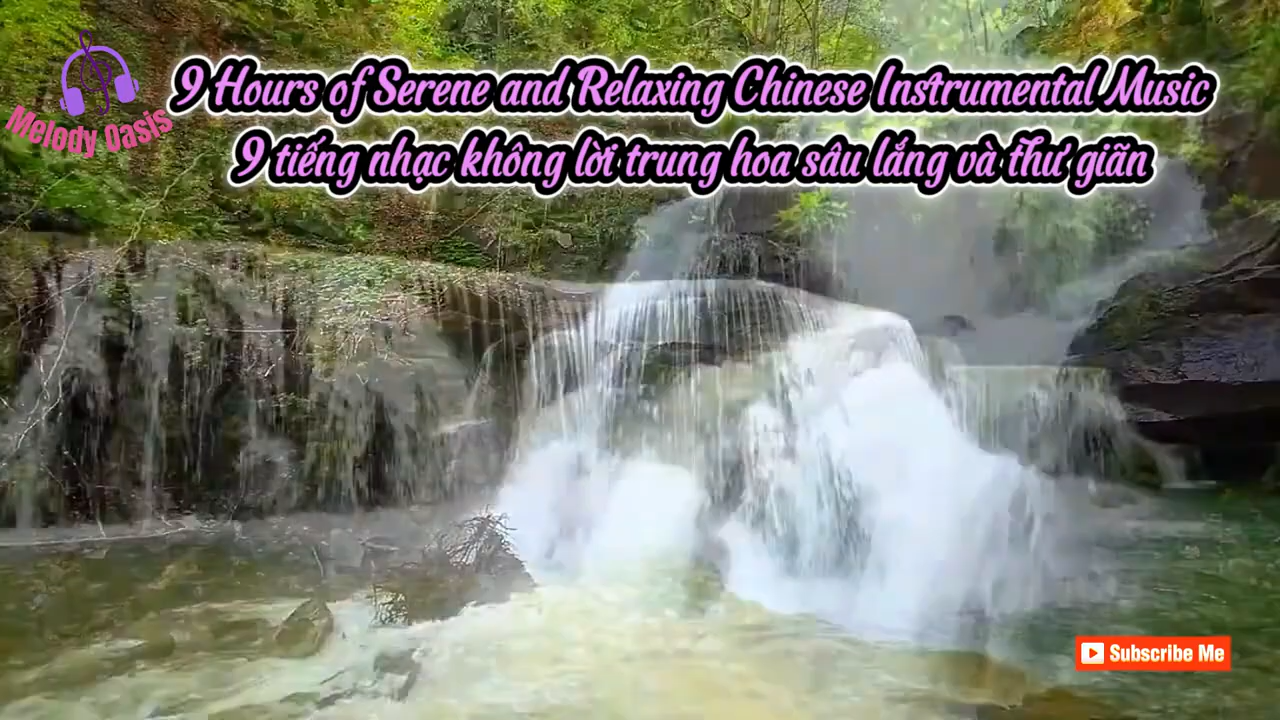 Melody Oasis
9 Hours of Serene and Relaxing Chinese Instrumental Music
9 tiếng nhạc không lời trung hoa sâu lắng và thư giãn
Subscribe Me